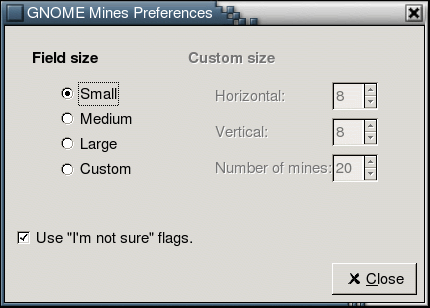 GNOME Mines Preferences
Field size
Small
Medium
Large
Custom
Custom size
Horizontal: 8
Vertical: 8
Number of mines: 20
Use "I'm not sure" flags.
Close